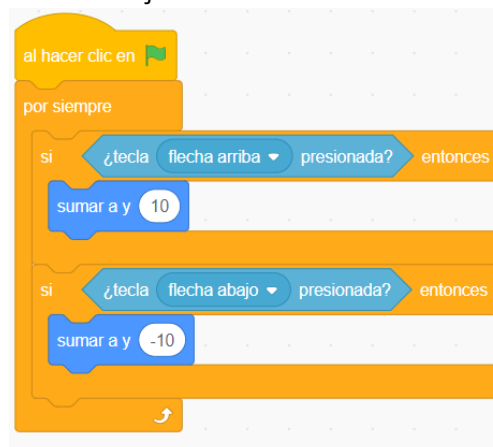 al hacer clic en
por siempre
si ¿tecla flecha arriba presionada? entonces
sumar a y 10
si ¿tecla flecha abajo presionada? entonces
sumar a y -10